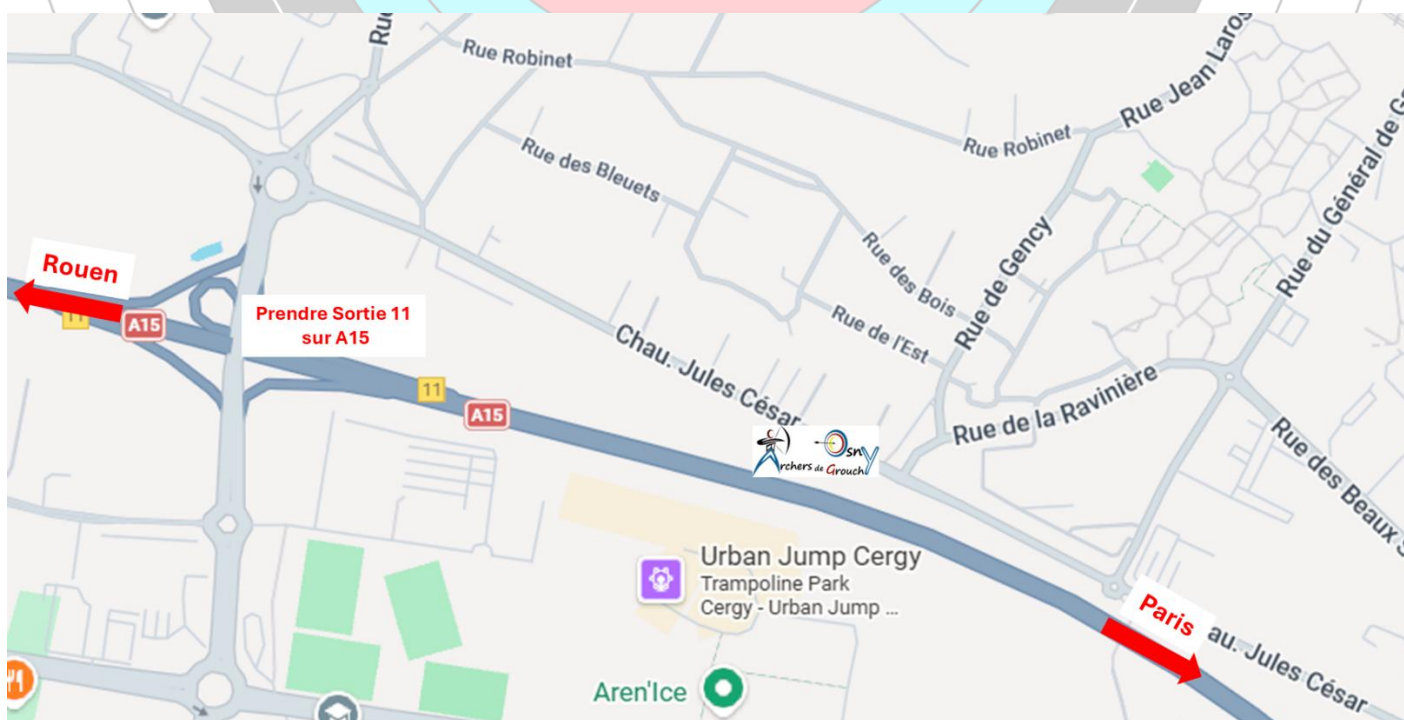 Rue Robinet
Rue Jean Laros
Rue Robinet
Rue des Bleuets
Rue du Général de Ga
Rue de Gency
Rue des Bois
Rouen
11
A15
Prendre Sortie 11
sur A15
Rue de l'Est
Chau. Jules César
11
A15
Rue de la Ravinière
Archers de Grouchy
Osny
Rue des Beaux S
Urban Jump Cergy
Trampoline Park
Cergy - Urban Jump ...
Paris
au. Jules César
Aren'Ice